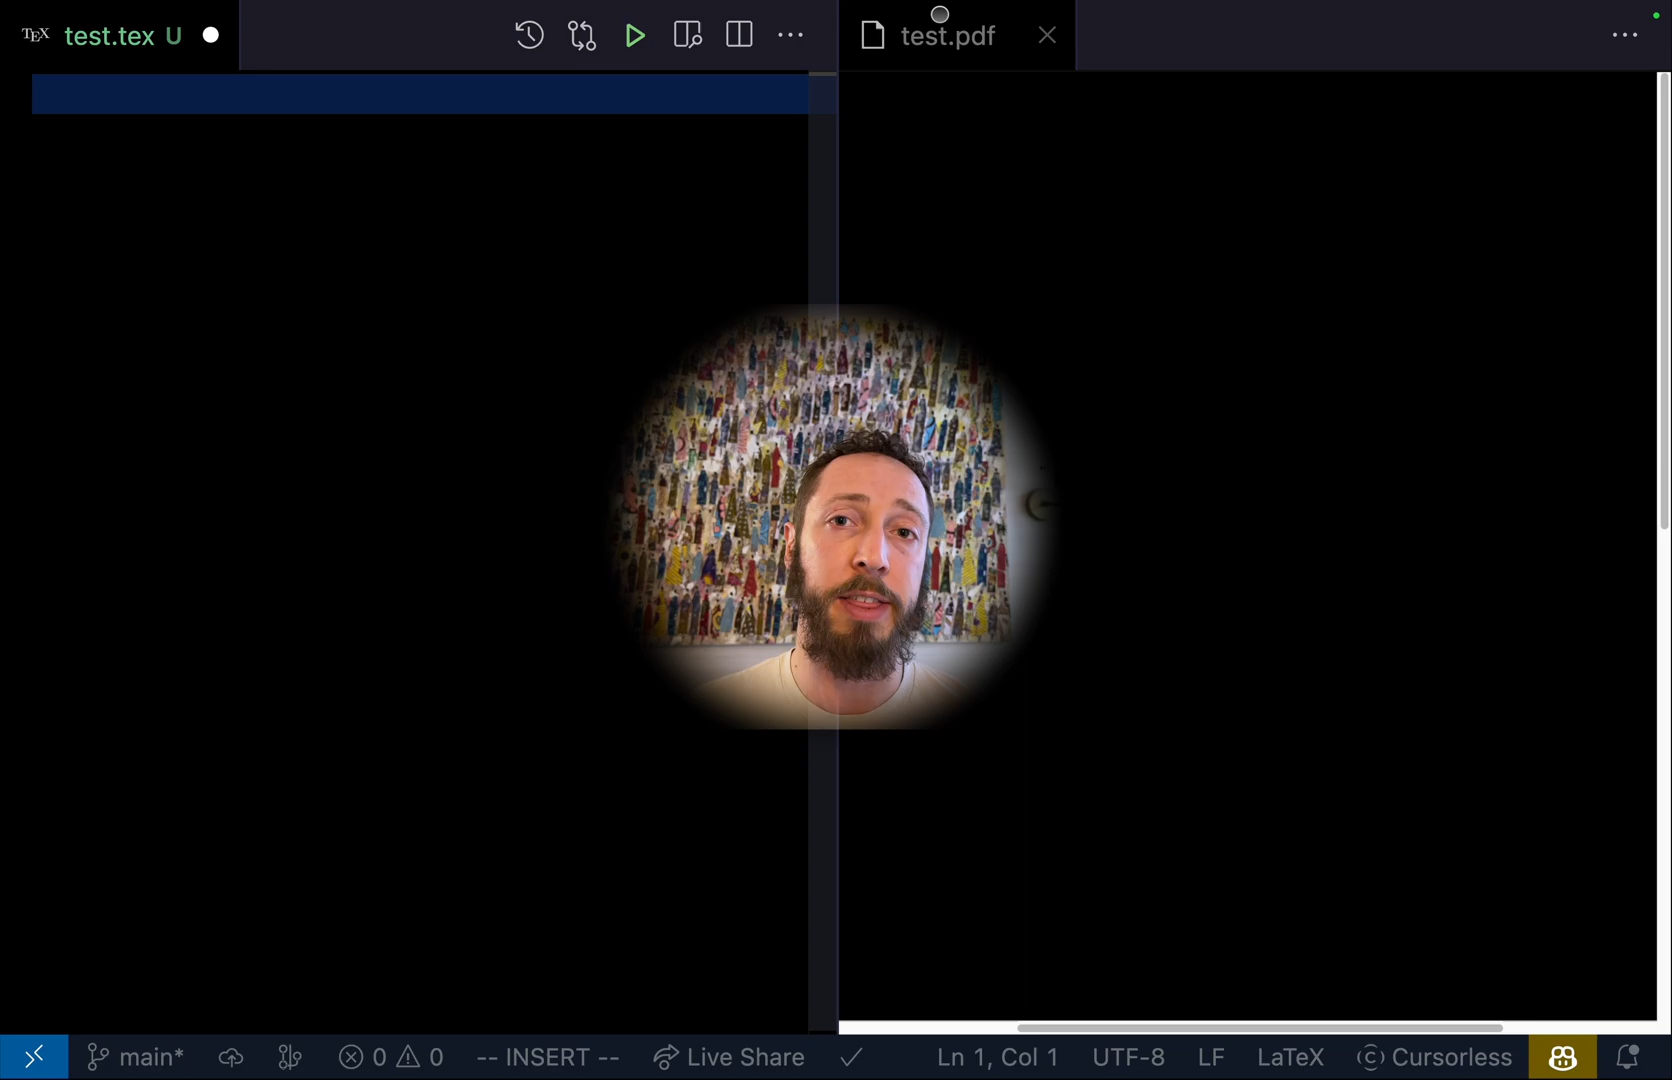 TEX test.tex U
test.pdf
main* 0 0 -- INSERT -- Live Share Ln 1, Col 1 UTF-8 LF LaTeX Cursorless